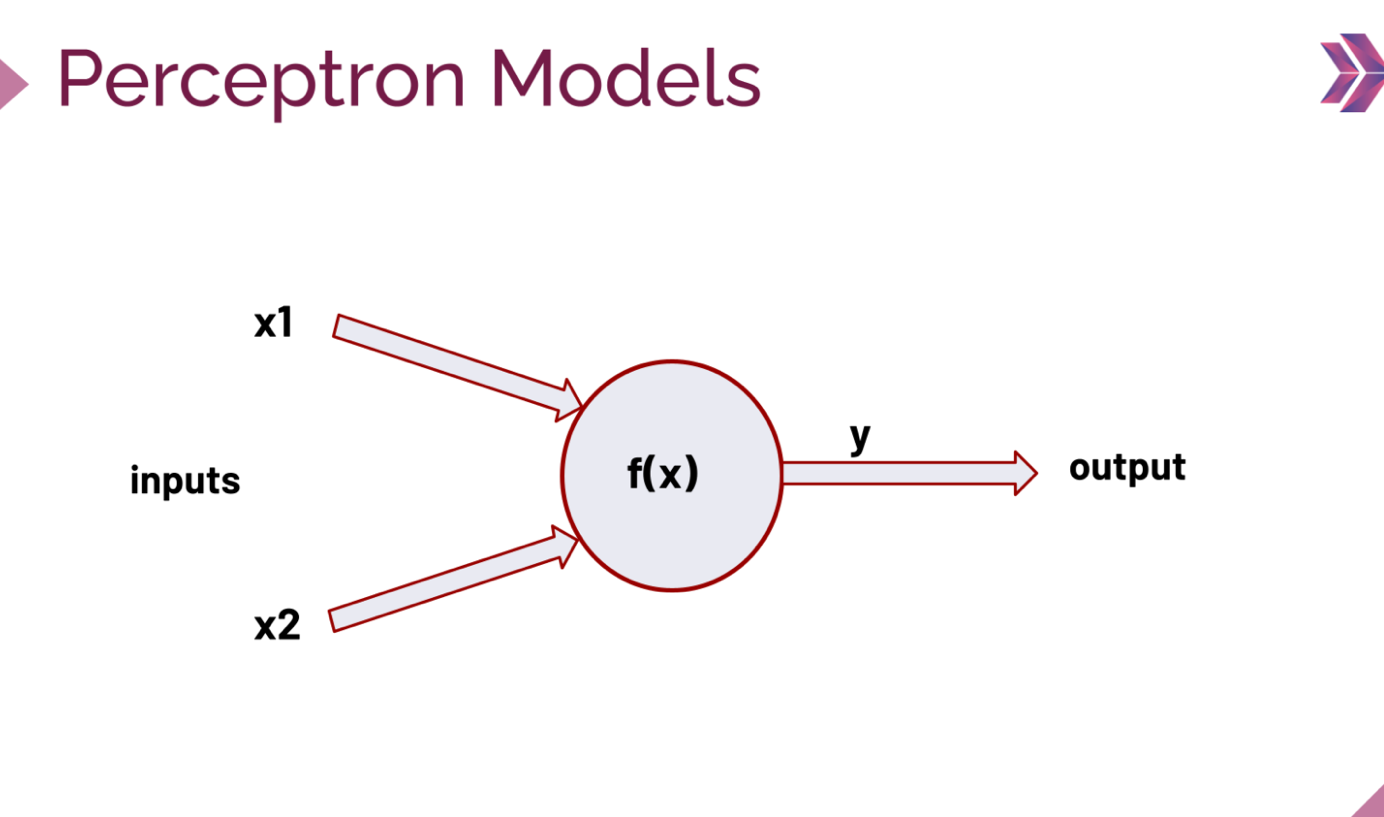 Perceptron Models
x1
f(x)
y
output
inputs
x2